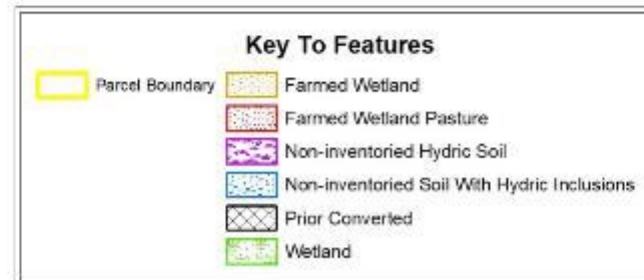 Key To Features
Parcel Boundary
Farmed Wetland
Farmed Wetland Pasture
Non-inventoried Hydric Soil
Non-inventoried Soil With Hydric Inclusions
Prior Converted
Wetland